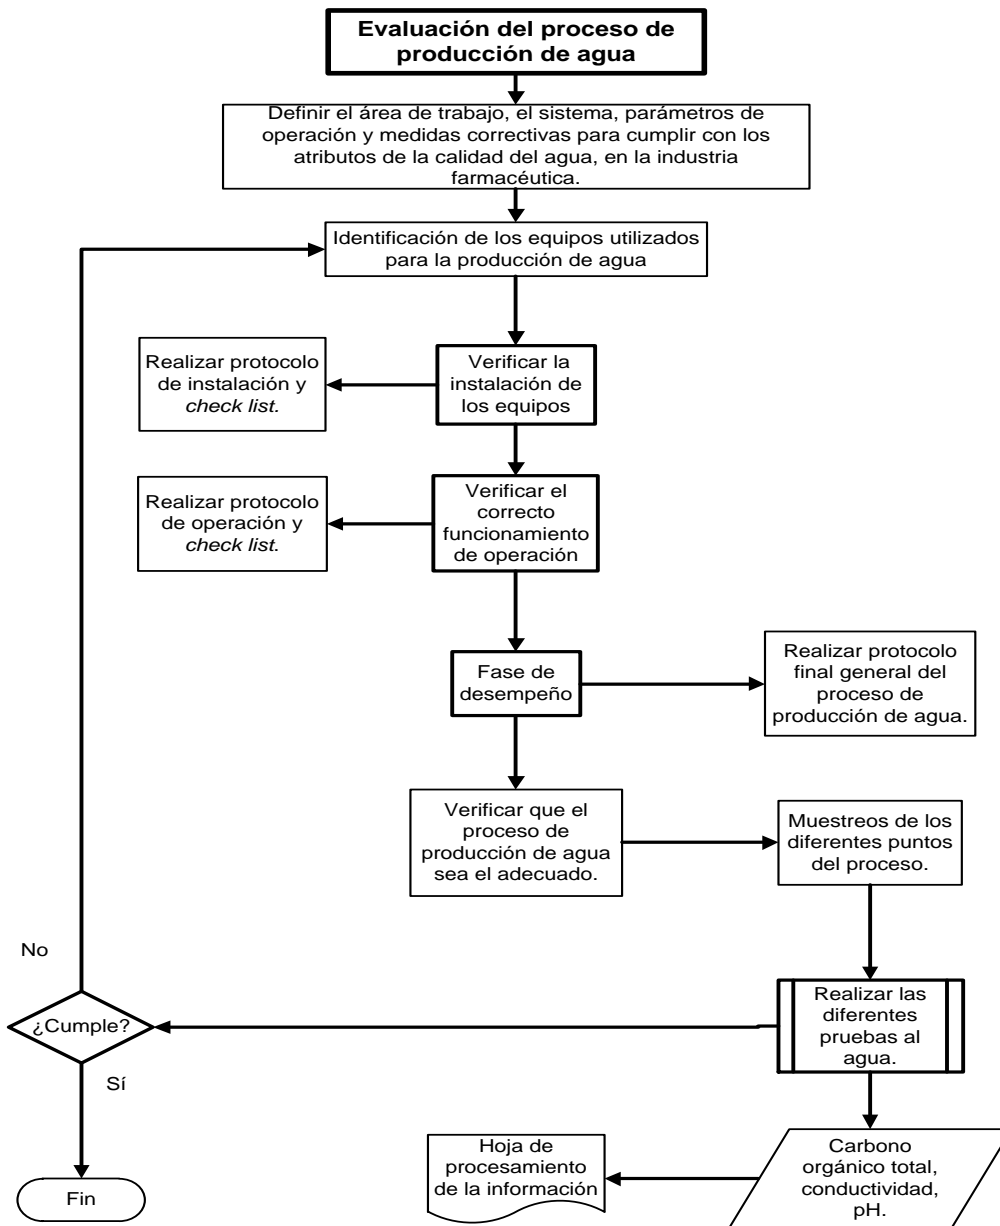 Evaluación del proceso de
producción de agua
Definir el área de trabajo, el sistema, parámetros de
operación y medidas correctivas para cumplir con los
atributos de la calidad del agua, en la industria
farmacéutica.
Identificación de los equipos utilizados
para la producción de agua
Realizar protocolo
de instalación y
check list.
Verificar la
instalación de
los equipos
Realizar protocolo
de operación y
check list.
Verificar el
correcto
funcionamiento
de operación
Fase de
desempeño
Realizar protocolo
final general del
proceso de
producción de agua.
Verificar que el
proceso de
producción de agua
sea el adecuado.
Muestreos de los
diferentes puntos
del proceso.
No
¿Cumple?
Sí
Realizar las
diferentes
pruebas al
agua.
Fin
Hoja de
procesamiento
de la información
Carbono
orgánico total,
conductividad,
pH.